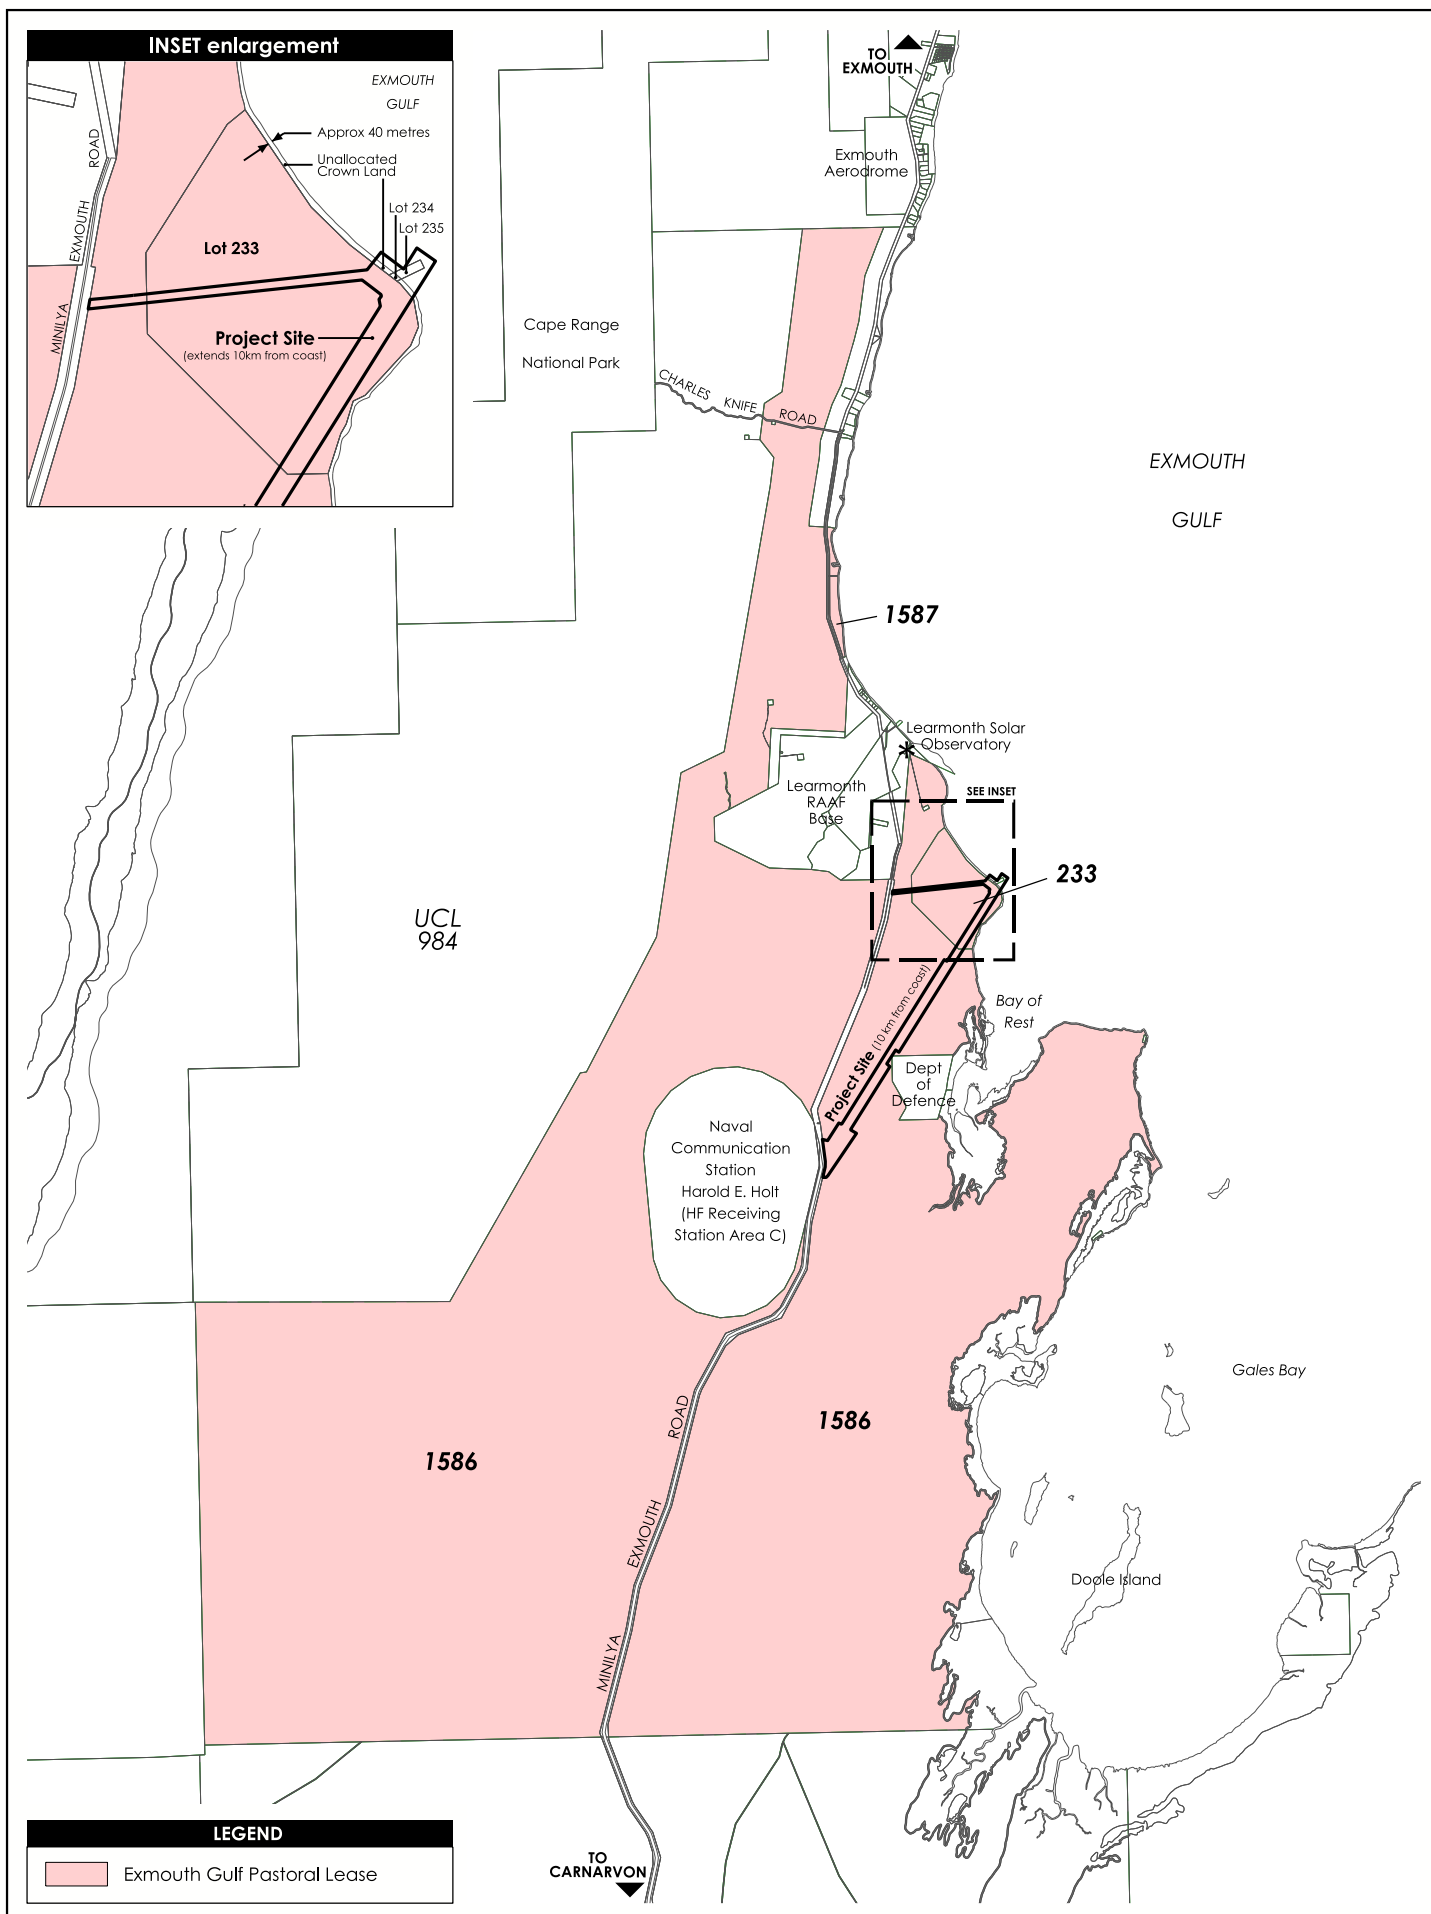 INSET enlargement
EXMOUTH
GULF
Approx 40 metres
Unallocated
Crown Land
Lot 234
Lot 235
Lot 233
Project Site
(extends 10km from coast)
MINILYA
EXMOUTH
ROAD
TO
EXMOUTH
Exmouth
Aerodrome
Cape Range
National Park
CHARLES KNIFE ROAD
EXMOUTH
GULF
1587
Learmonth Solar
Observatory
SEE INSET
Learmonth
RAAF
Base
233
UCL
984
Bay of
Rest
Project Site (10 km from coast)
Dept
of
Defence
Naval
Communication
Station
Harold E. Holt
(HF Receiving
Station Area C)
Gales Bay
1586
1586
MINILYA EXMOUTH ROAD
Doole Island
TO
CARNARVON
LEGEND
Exmouth Gulf Pastoral Lease